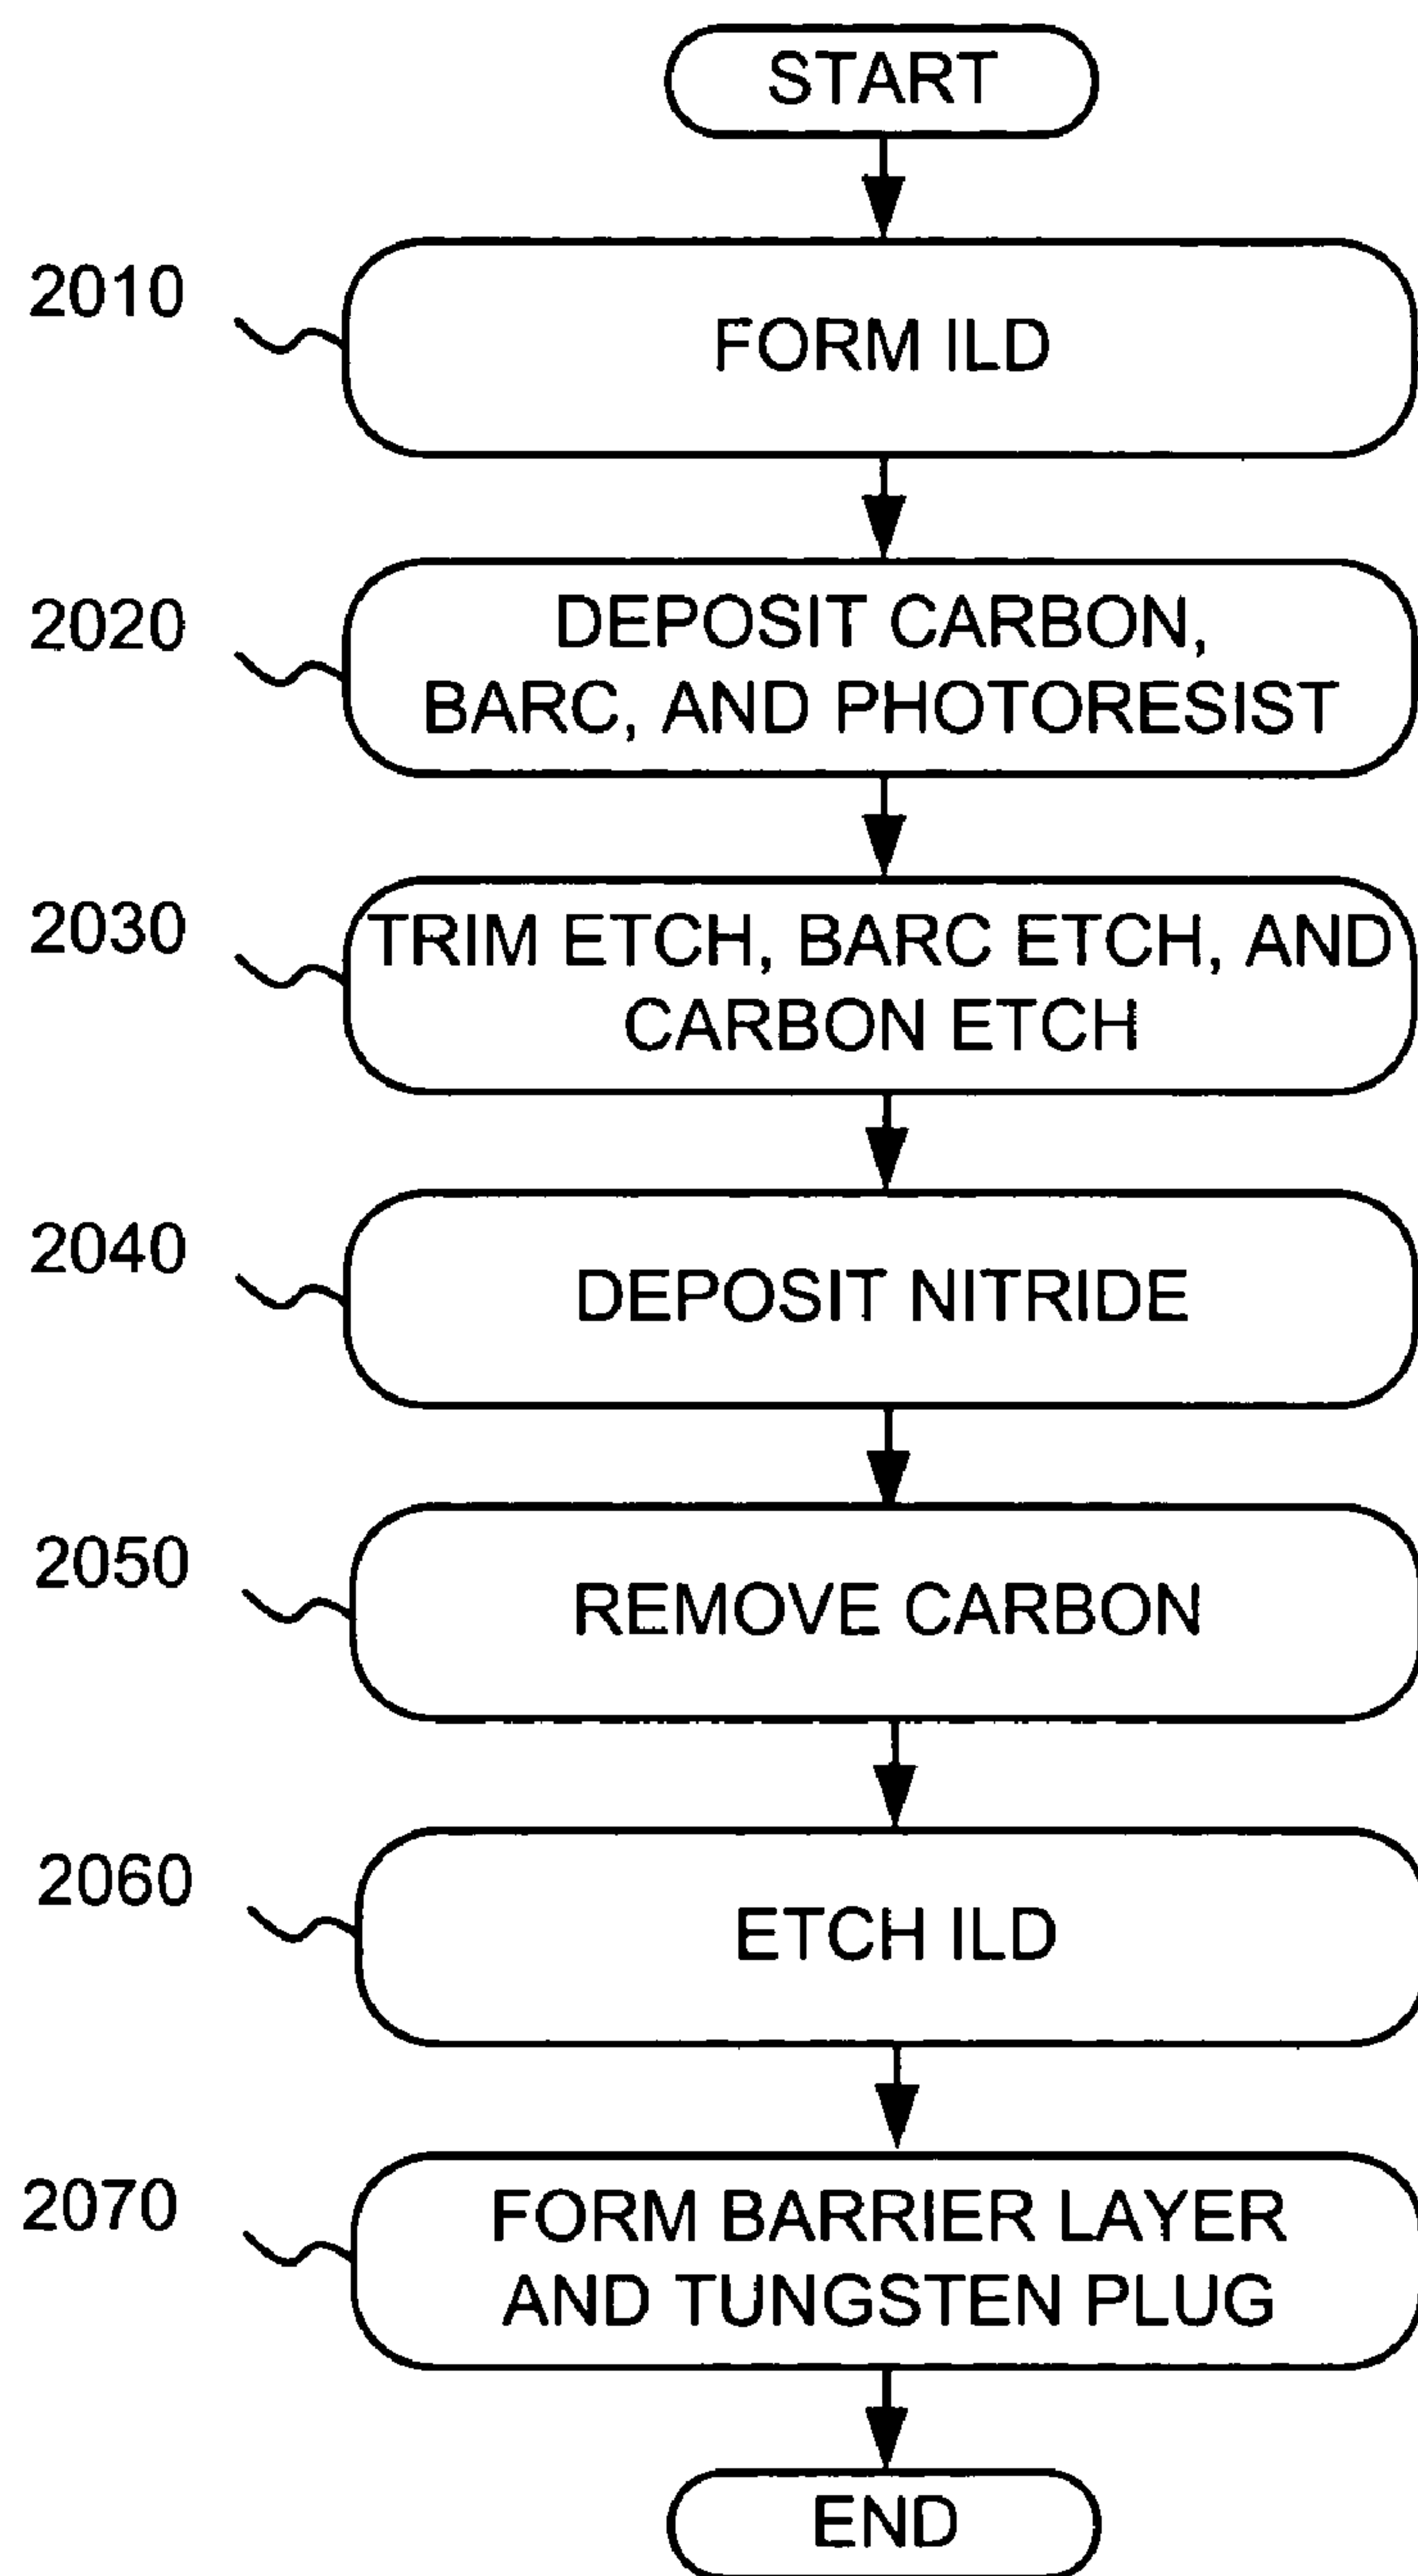 START
2010
FORM ILD
2020
DEPOSIT CARBON,
BARC, AND PHOTORESIST
2030
TRIM ETCH, BARC ETCH, AND
CARBON ETCH
2040
DEPOSIT NITRIDE
2050
REMOVE CARBON
2060
ETCH ILD
2070
FORM BARRIER LAYER
AND TUNGSTEN PLUG
END